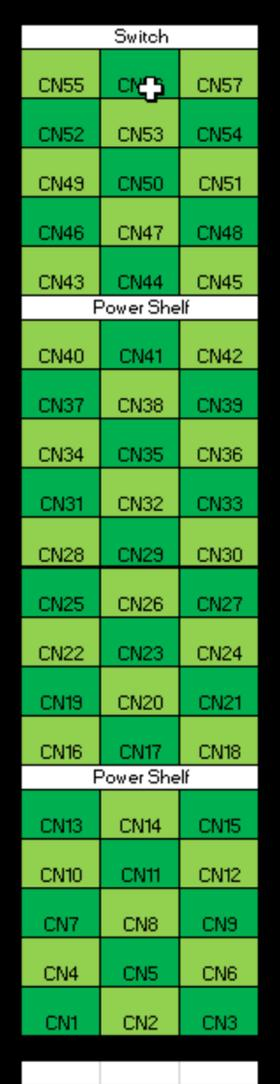 Switch
CN55 CN57
CN52 CN53 CN54
CN49 CN50 CN51
CN46 CN47 CN48
CN43 CN44 CN45
Power Shelf
CN40 CN41 CN42
CN37 CN38 CN39
CN34 CN35 CN36
CN31 CN32 CN33
CN28 CN29 CN30
CN25 CN26 CN27
CN22 CN23 CN24
CN19 CN20 CN21
CN16 CN17 CN18
Power Shelf
CN13 CN14 CN15
CN10 CN11 CN12
CN7 CN8 CN9
CN4 CN5 CN6
CN1 CN2 CN3